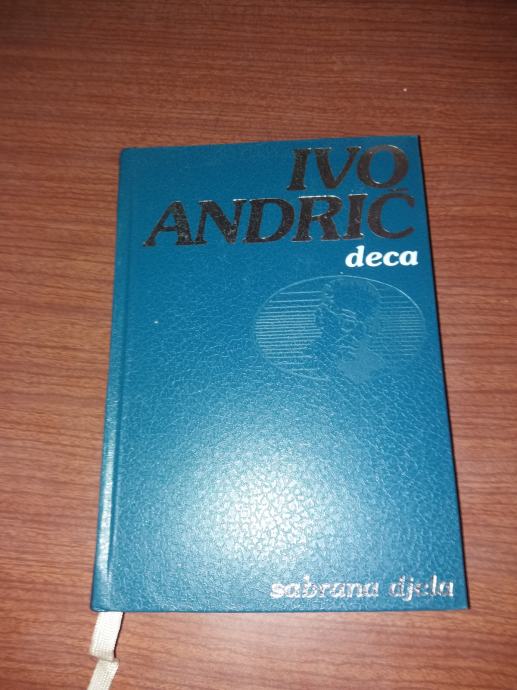 IVO
ANDRIĆ
deca
sabrana djela